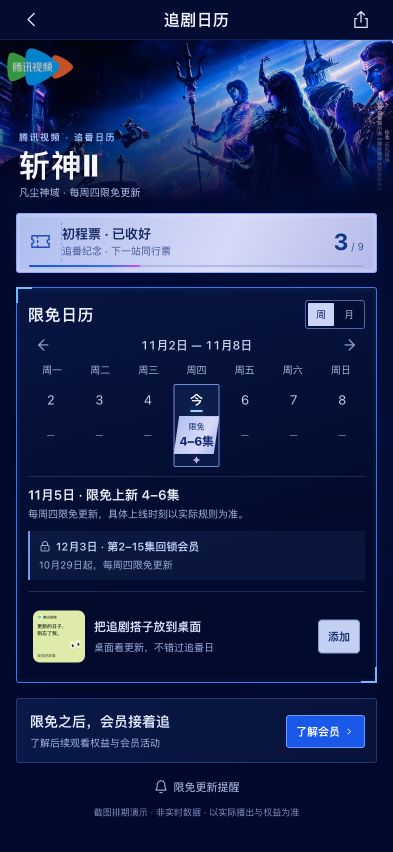 追剧日历
腾讯视频
腾讯视频 · 追番日历
斩神II
凡尘神域 · 每周四限免更新
初程票 · 已收好
追番纪念 · 下一站同行票
3 / 9
限免日历
周 月
11月2日 — 11月8日
周一 周二 周三 周四 周五 周六 周日
2 3 4 今 6 7 8
— — — 限免 — — —
4–6集
11月5日 · 限免上新 4–6集
每周四限免更新，具体上线时刻以实际规则为准。
12月3日 · 第2–15集回锁会员
10月29日起，每周四限免更新
腾讯视频
更新的日子，
别忘了我。
把追剧搭子放到桌面
桌面看更新，不错过追番日
添加
限免之后，会员接着追
了解后续观看权益与会员活动
了解会员
限免更新提醒
截图排期演示 · 非实时数据 · 以实际播出与权益为准